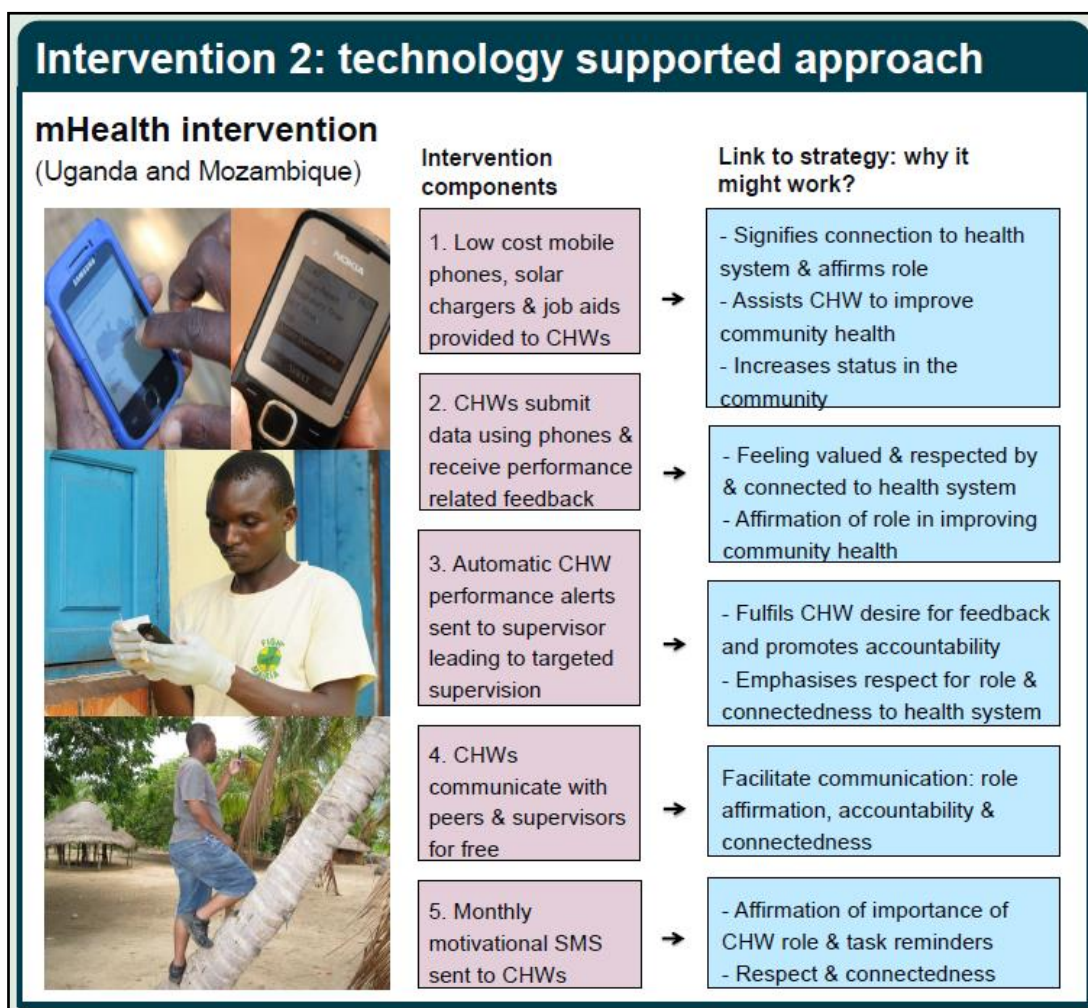 Intervention 2: technology supported approach
mHealth intervention
(Uganda and Mozambique)
Intervention
components
Link to strategy: why it
might work?
1. Low cost mobile
phones, solar
chargers & job aids
provided to CHWs
- Signifies connection to health
system & affirms role
- Assists CHW to improve
community health
- Increases status in the
community
2. CHWs submit
data using phones &
receive performance
related feedback
- Feeling valued & respected by
& connected to health system
- Affirmation of role in improving
community health
3. Automatic CHW
performance alerts
sent to supervisor
leading to targeted
supervision
- Fulfils CHW desire for feedback
and promotes accountability
- Emphasises respect for role &
connectedness to health system
4. CHWs
communicate with
peers & supervisors
for free
Facilitate communication: role
affirmation, accountability &
connectedness
5. Monthly
motivational SMS
sent to CHWs
- Affirmation of importance of
CHW role & task reminders
- Respect & connectedness
SAMSUNG
NOKIA
FIGHT